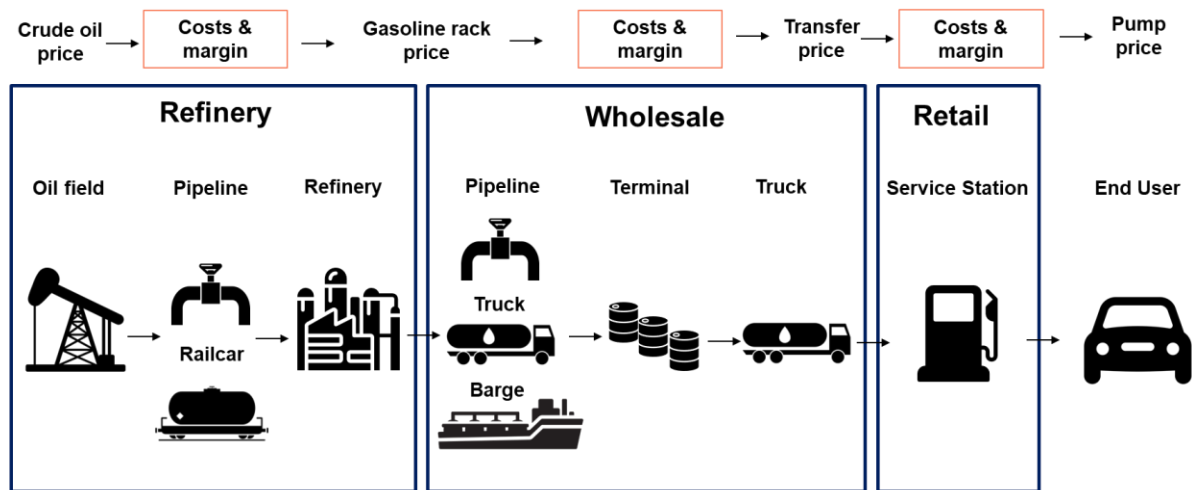 Crude oil
price
Costs &
margin
Gasoline rack
price
Costs &
margin
Transfer
price
Costs &
margin
Pump
price
Refinery
Wholesale
Retail
Oil field
Pipeline
Refinery
Pipeline
Terminal
Truck
Service Station
End User
Truck
Railcar
Barge